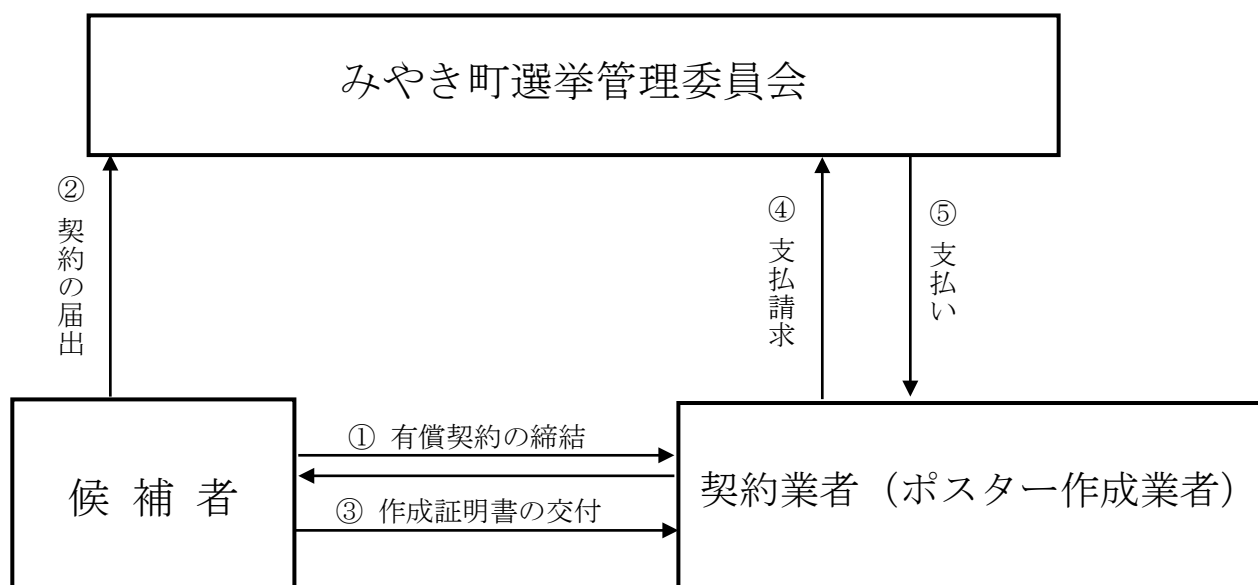 みやき町選挙管理委員会
② 契約の届出
④ 支払請求
⑤ 支払い
① 有償契約の締結
候 補 者
契約業者（ポスター作成業者）
③ 作成証明書の交付